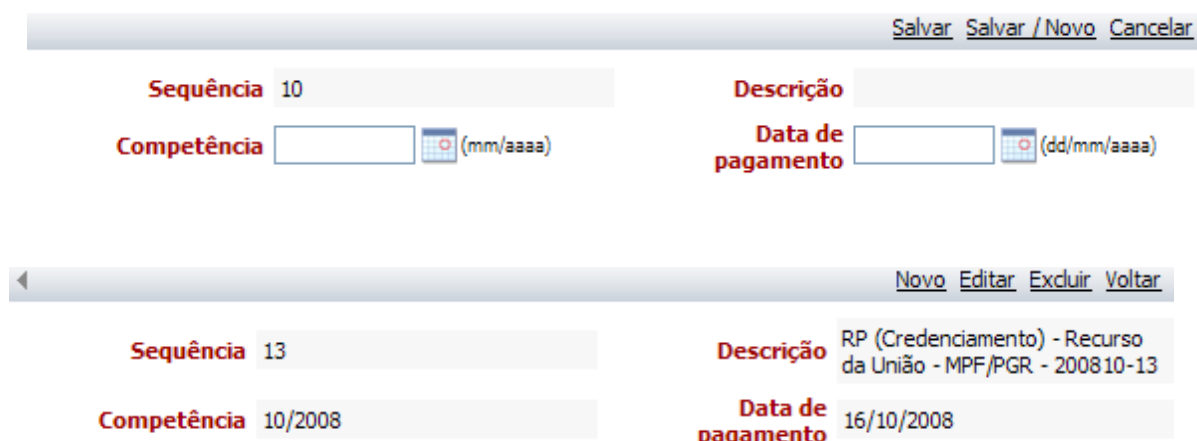 Salvar Salvar / Novo Cancelar
Sequência 10 Descrição
Competência (mm/aaaa) Data de
pagamento (dd/mm/aaaa)
Novo Editar Excluir Voltar
Sequência 13 Descrição RP (Credenciamento) - Recurso
da União - MPF/PGR - 200810-13
Competência 10/2008 Data de
pagamento 16/10/2008